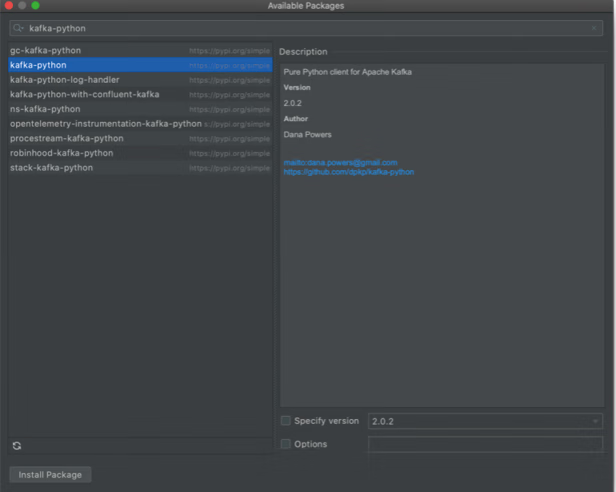 Available Packages
kafka-python
gc-kafka-python https://pypi.org/simple
kafka-python https://pypi.org/simple
kafka-python-log-handler https://pypi.org/simple
kafka-python-with-confluent-kafka https://pypi.org/simple
ns-kafka-python https://pypi.org/simple
opentelemetry-instrumentation-kafka-python s://pypi.org/simple
procestream-kafka-python https://pypi.org/simple
robinhood-kafka-python https://pypi.org/simple
stack-kafka-python https://pypi.org/simple
Description
Pure Python client for Apache Kafka
Version
2.0.2
Author
Dana Powers
mailto:dana.powers@gmail.com
https://github.com/dpkp/kafka-python
Specify version 2.0.2
Options
Install Package